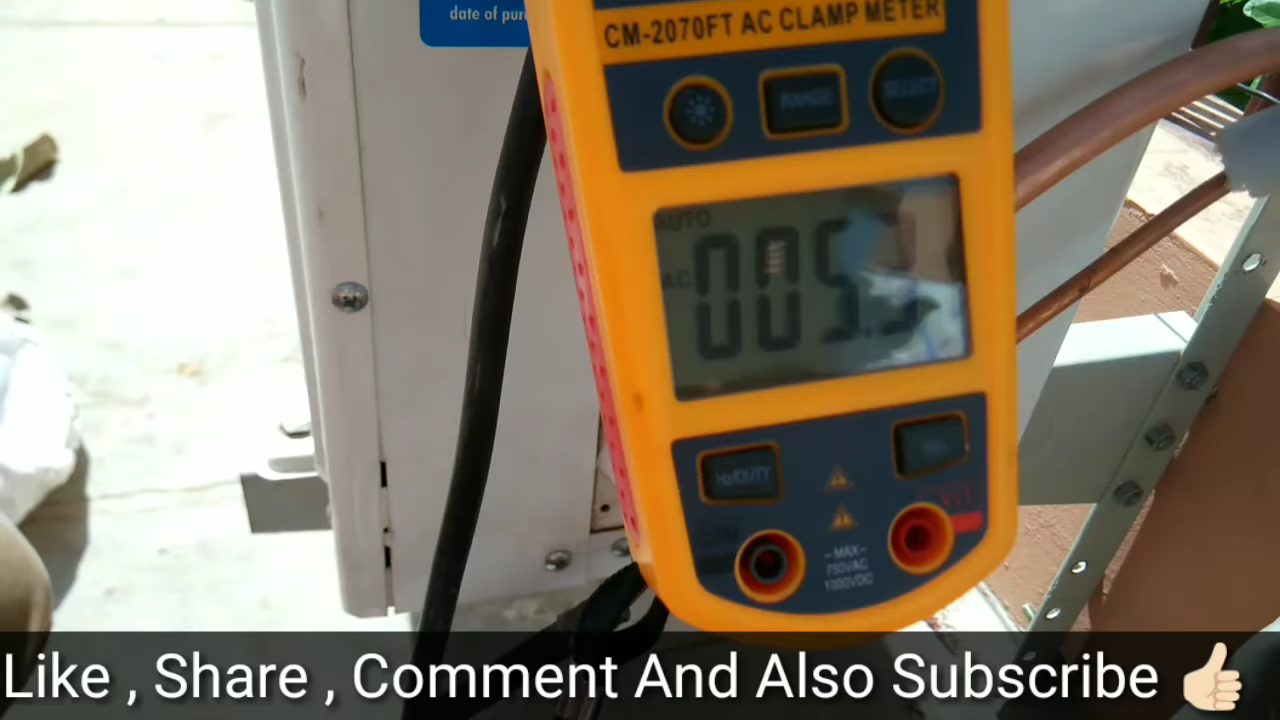 date of pur
CM-2070FT AC CLAMP METER
RANGE
SELECT
AUTO
AC
005.3
Hz/DUTY
~MAX~
750VAC
1000VDC
Like , Share , Comment And Also Subscribe 👍🏻